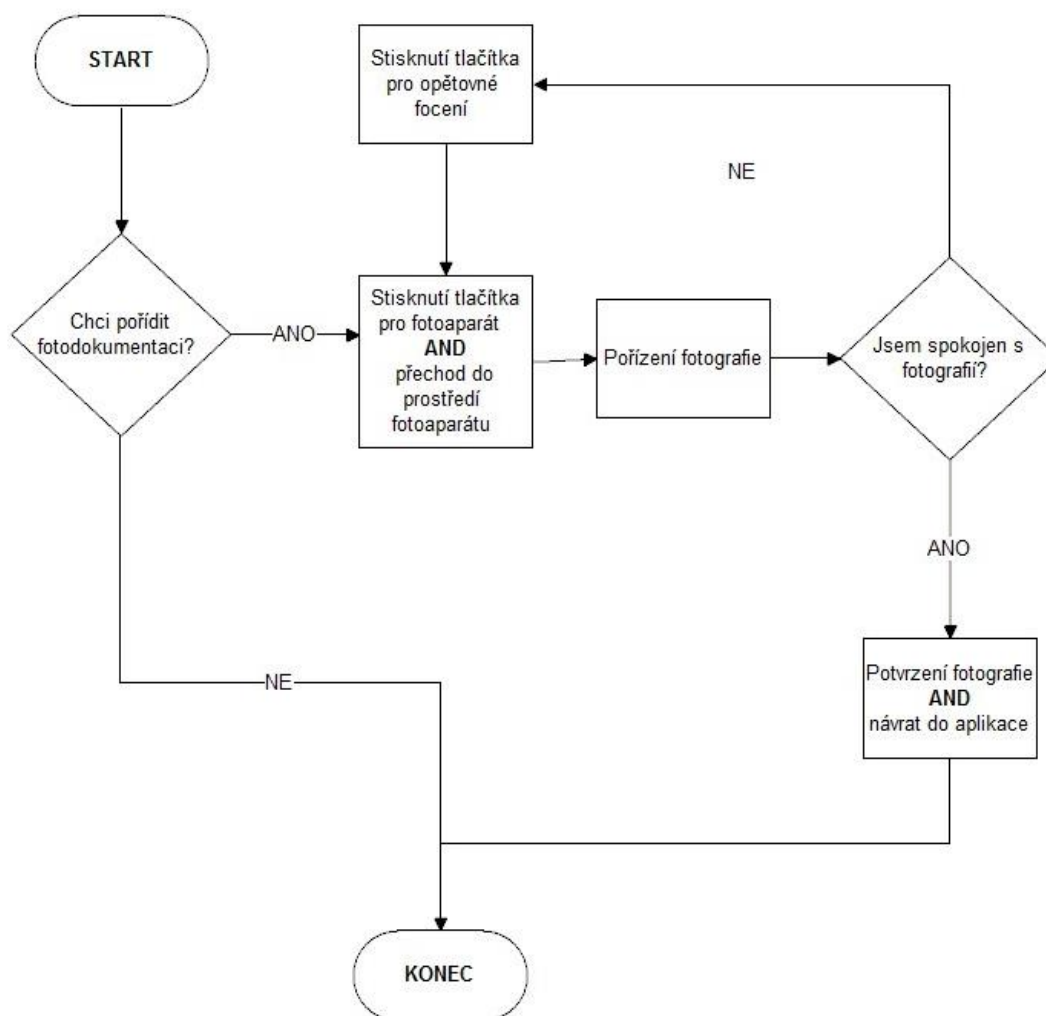 START
Stisknutí tlačítka
pro opětovné
focení
NE
Chci pořídit
fotodokumentaci?
ANO
Stisknutí tlačítka
pro fotoaparát
AND
přechod do
prostředí
fotoaparátu
Pořízení fotografie
Jsem spokojen s
fotografií?
ANO
NE
Potvrzení fotografie
AND
návrat do aplikace
KONEC